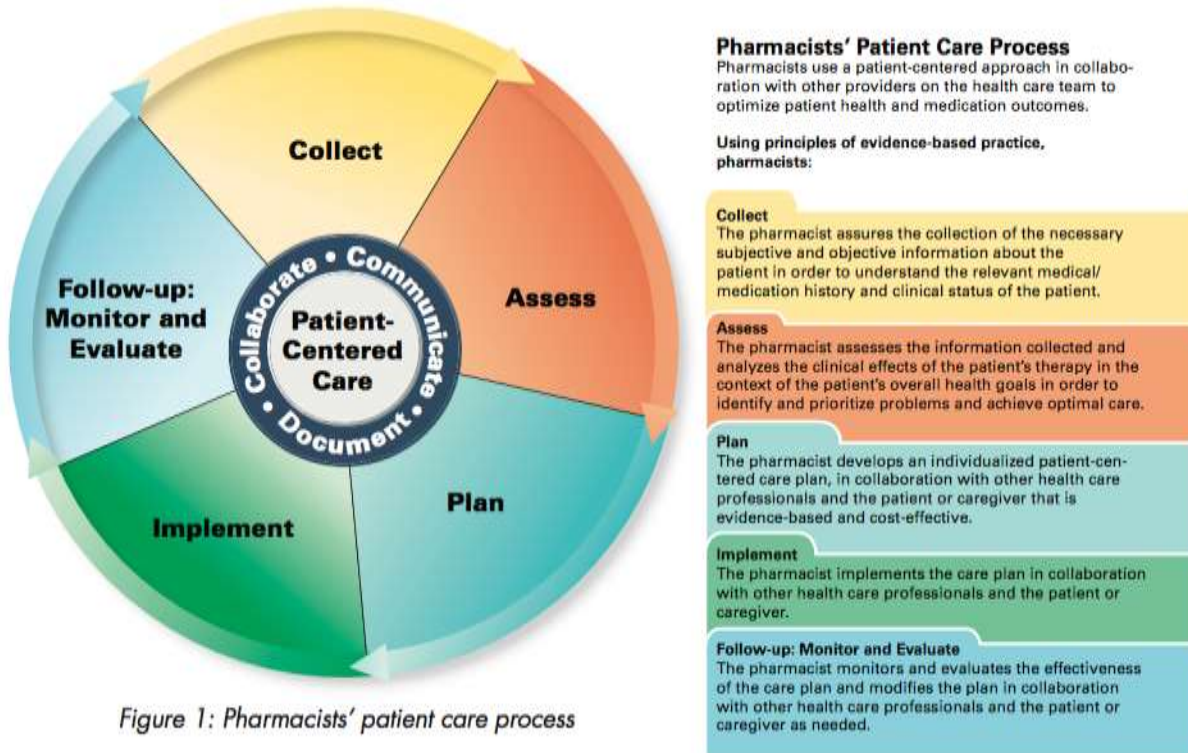 Collect
Assess
Plan
Implement
Follow-up:
Monitor and
Evaluate
Collaborate • Communicate • Document •
Patient-
Centered
Care
Figure 1: Pharmacists' patient care process
Pharmacists' Patient Care Process
Pharmacists use a patient-centered approach in collabo-
ration with other providers on the health care team to
optimize patient health and medication outcomes.
Using principles of evidence-based practice,
pharmacists:
Collect
The pharmacist assures the collection of the necessary
subjective and objective information about the
patient in order to understand the relevant medical/
medication history and clinical status of the patient.
Assess
The pharmacist assesses the information collected and
analyzes the clinical effects of the patient's therapy in the
context of the patient's overall health goals in order to
identify and prioritize problems and achieve optimal care.
Plan
The pharmacist develops an individualized patient-cen-
tered care plan, in collaboration with other health care
professionals and the patient or caregiver that is
evidence-based and cost-effective.
Implement
The pharmacist implements the care plan in collaboration
with other health care professionals and the patient or
caregiver.
Follow-up: Monitor and Evaluate
The pharmacist monitors and evaluates the effectiveness
of the care plan and modifies the plan in collaboration
with other health care professionals and the patient or
caregiver as needed.